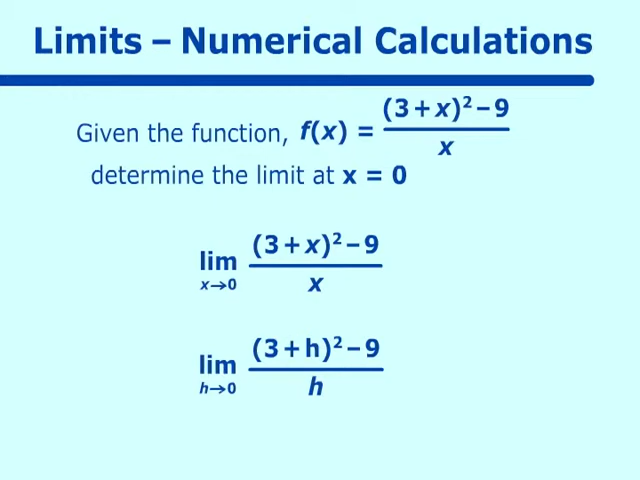 Limits – Numerical Calculations
Given the function, f(x) = ((3 + x)² – 9) / x
determine the limit at x = 0
lim x→0 ((3 + x)² – 9) / x
lim h→0 ((3 + h)² – 9) / h